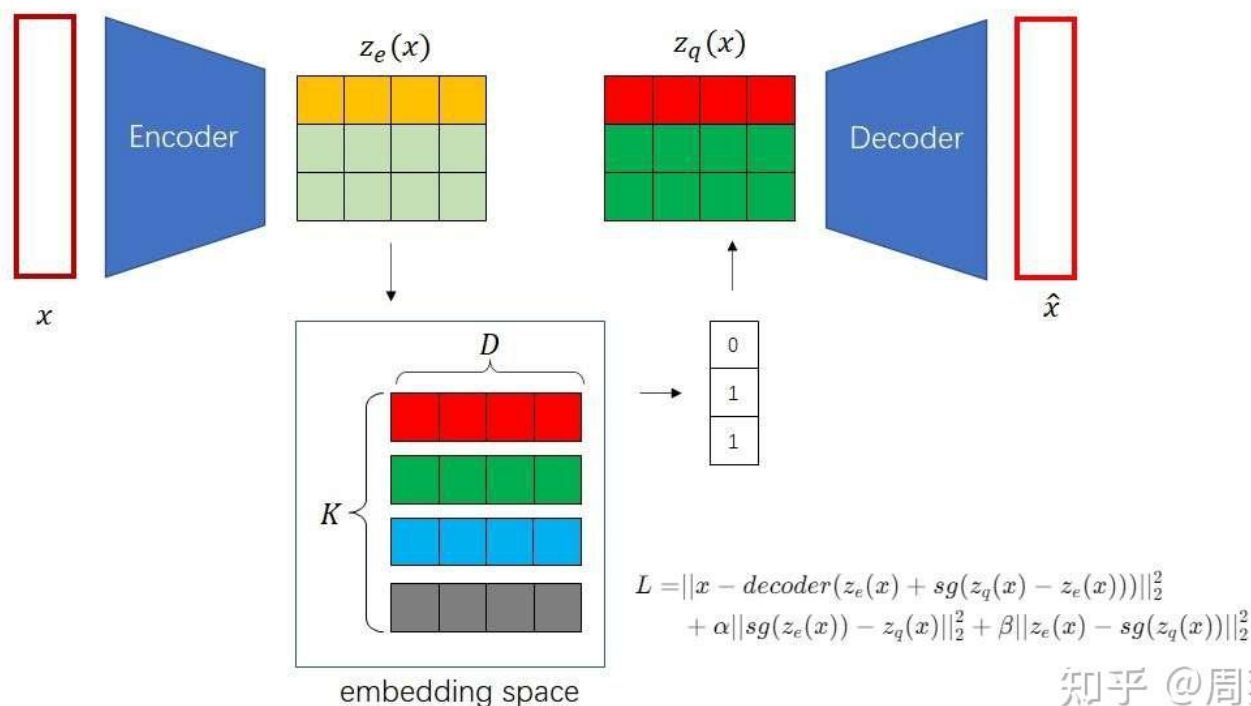 z_e(x)
z_q(x)
Encoder
Decoder
x
x̂
D
K
0
1
1
L =||x − decoder(z_e(x) + sg(z_q(x) − z_e(x)))||_2^2
+ α||sg(z_e(x)) − z_q(x)||_2^2 + β||z_e(x) − sg(z_q(x))||_2^2
embedding space
知乎 @周